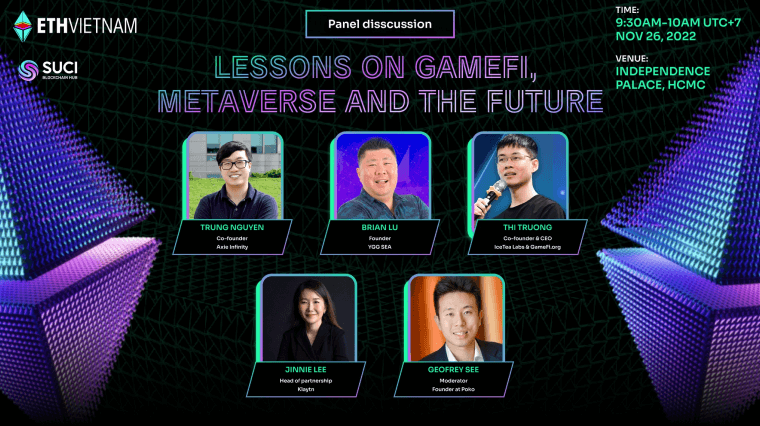 ETHVIETNAM
SUCI
BLOCKCHAIN HUB
Panel disscussion
TIME:
9:30AM-10AM UTC+7
NOV 26, 2022
VENUE:
INDEPENDENCE
PALACE, HCMC
LESSONS ON GAMEFI,
METAVERSE AND THE FUTURE
TRUNG NGUYEN
Co-founder
Axie Infinity
BRIAN LU
Founder
YGG SEA
THI TRUONG
Co-founder & CEO
IceTea Labs & GameFi.org
JINNIE LEE
Head of partnership
Klaytn
GEOFREY SEE
Moderator
Founder at Poko